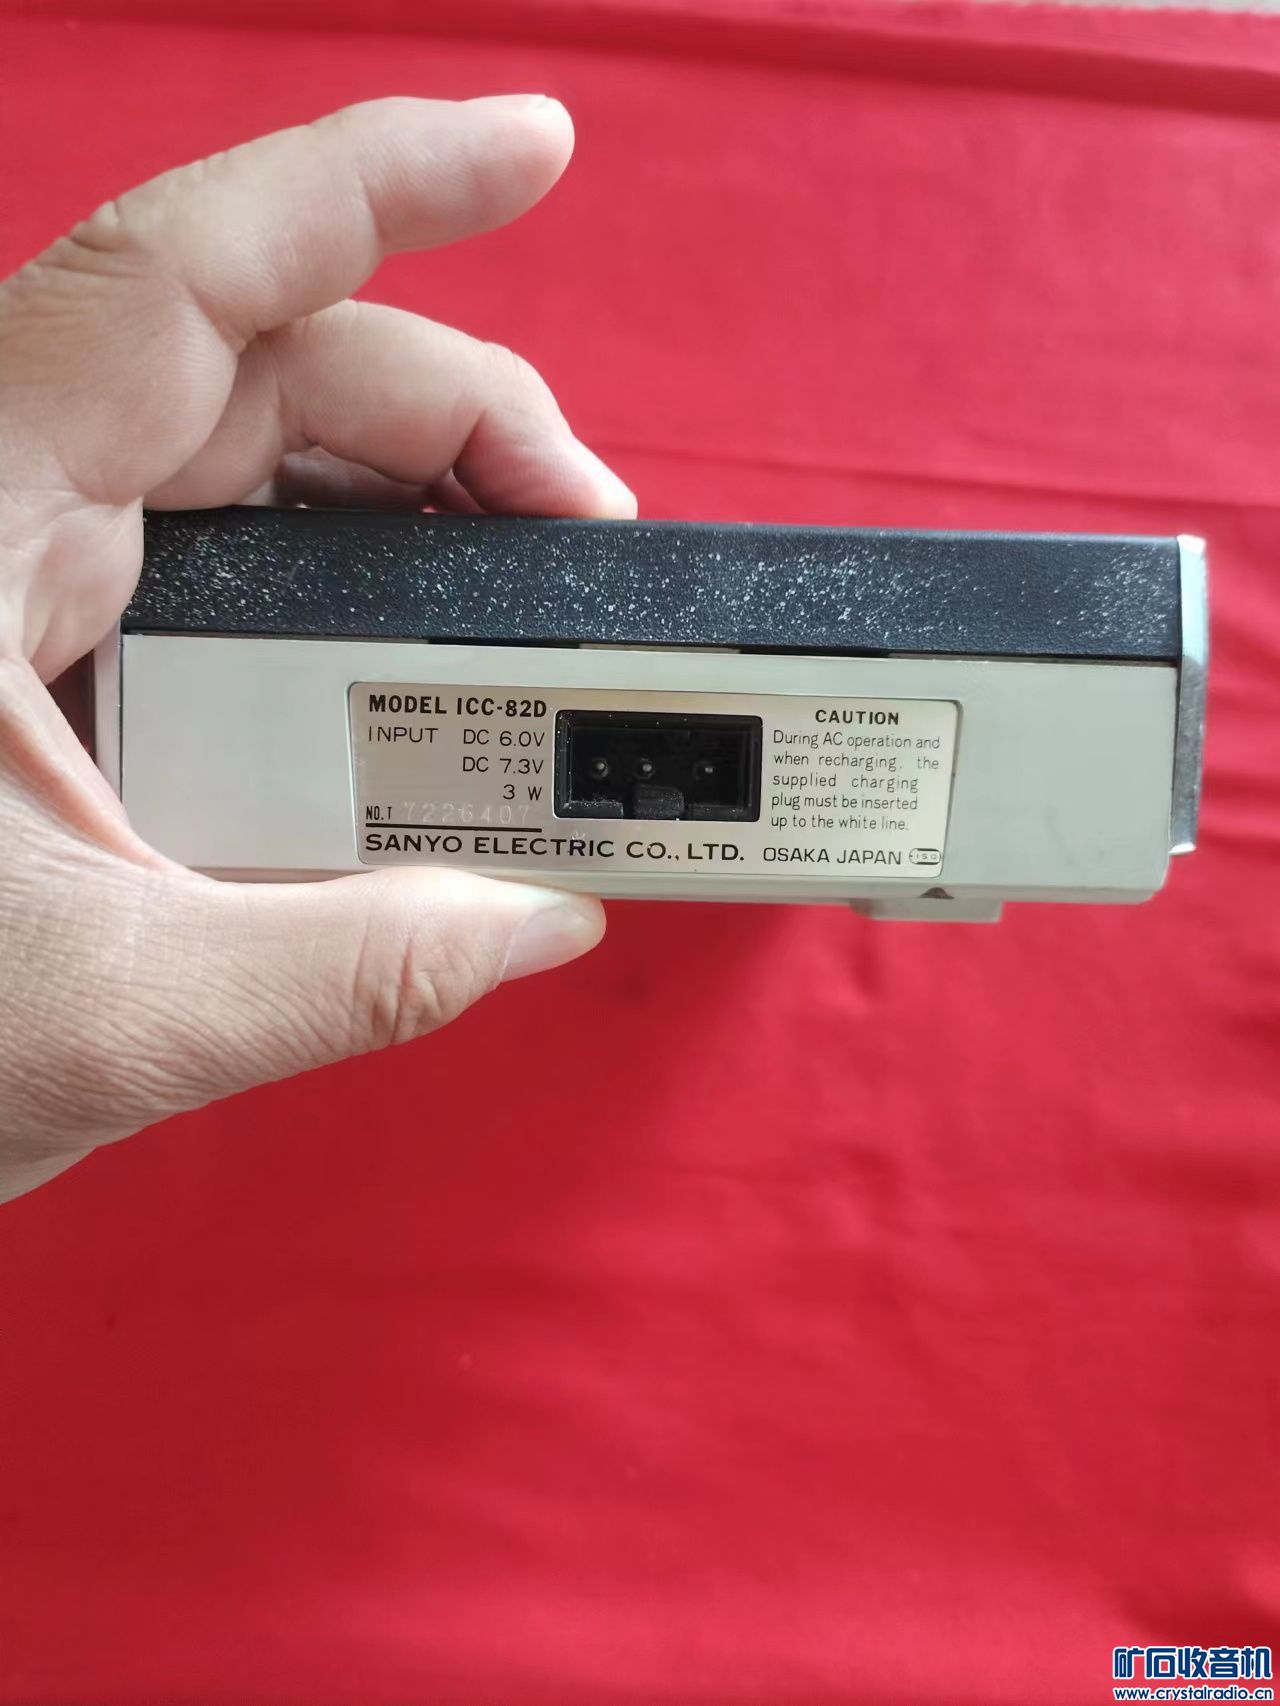 MODEL ICC-82D
INPUT DC 6.0V
DC 7.3V
3 W
NO.T 7226407
SANYO ELECTRIC CO., LTD. OSAKA JAPAN
CAUTION
During AC operation and
when recharging, the
supplied charging
plug must be inserted
up to the white line.
矿石收音机
www.crystalradio.cn